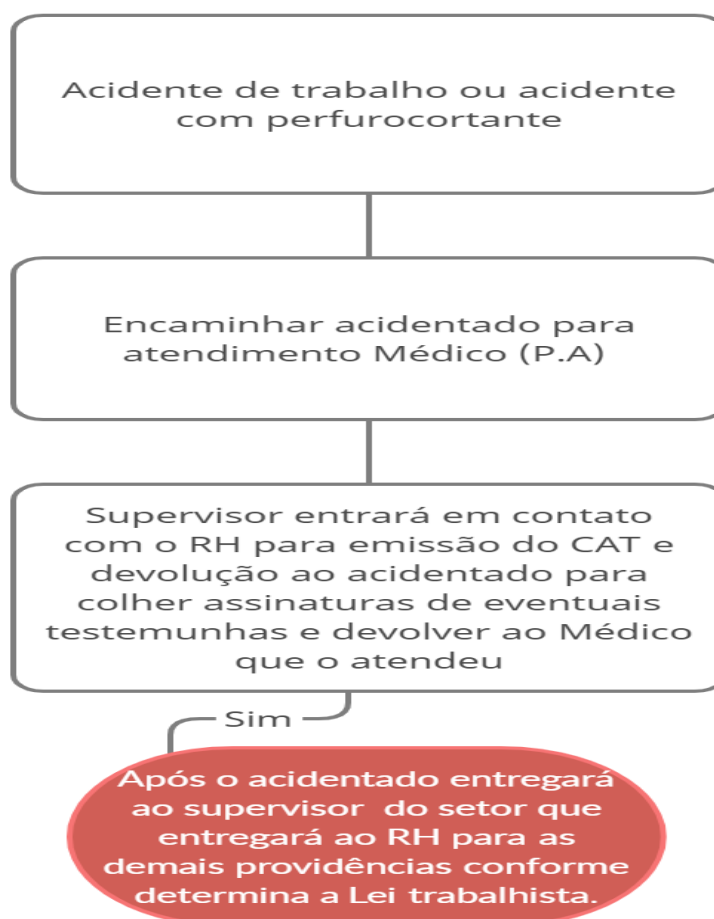 Acidente de trabalho ou acidente
com perfurocortante
Encaminhar acidentado para
atendimento Médico (P.A)
Supervisor entrará em contato
com o RH para emissão do CAT e
devolução ao acidentado para
colher assinaturas de eventuais
testemunhas e devolver ao Médico
que o atendeu
Sim
Após o acidentado entregará
ao supervisor do setor que
entregará ao RH para as
demais providências conforme
determina a Lei trabalhista.